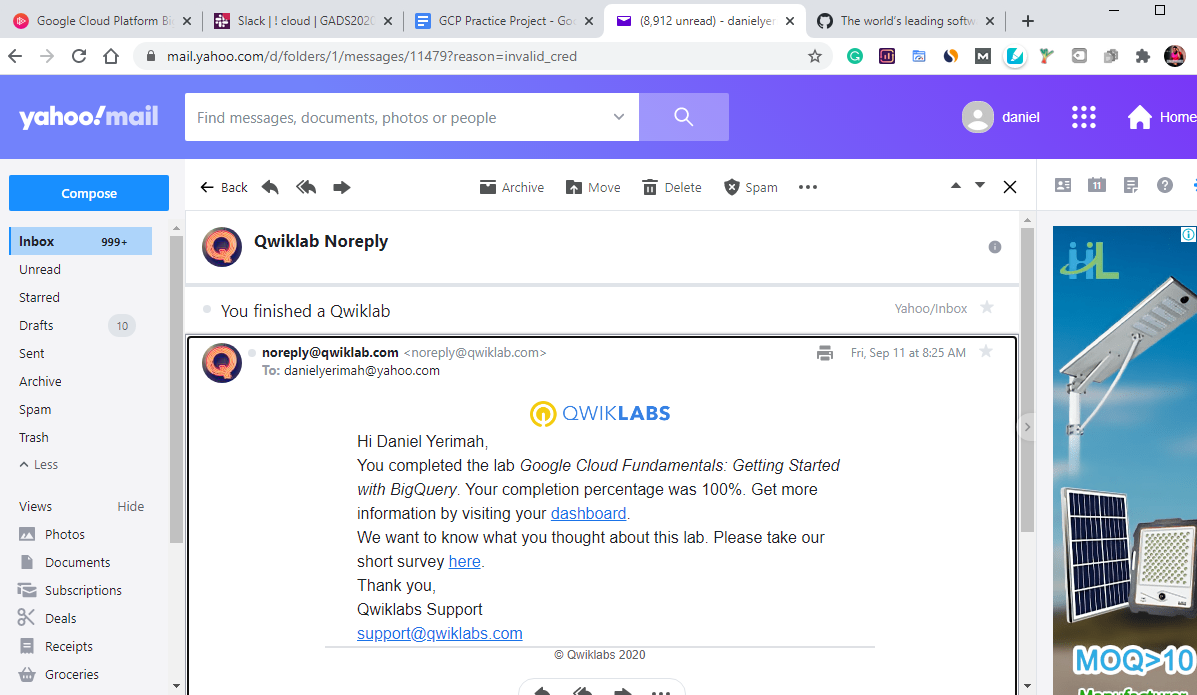 Google Cloud Platform Bi
Slack | ! cloud | GADS2020
GCP Practice Project - Goo
(8,912 unread) - danielyer
The world's leading softw
mail.yahoo.com/d/folders/1/messages/11479?reason=invalid_cred
yahoo!mail
Find messages, documents, photos or people
daniel
Home
Compose
Back
Archive
Move
Delete
Spam
11
Inbox 999+
Unread
Starred
Drafts 10
Sent
Archive
Spam
Trash
Less
Views Hide
Photos
Documents
Subscriptions
Deals
Receipts
Groceries
Qwiklab Noreply
You finished a Qwiklab
Yahoo/Inbox
noreply@qwiklab.com <noreply@qwiklab.com>
Fri, Sep 11 at 8:25 AM
To: danielyerimah@yahoo.com
QWIKLABS
Hi Daniel Yerimah,
You completed the lab Google Cloud Fundamentals: Getting Started
with BigQuery. Your completion percentage was 100%. Get more
information by visiting your dashboard.
We want to know what you thought about this lab. Please take our
short survey here.
Thank you,
Qwiklabs Support
support@qwiklabs.com
© Qwiklabs 2020
HL
MOQ>10
Manufacturer